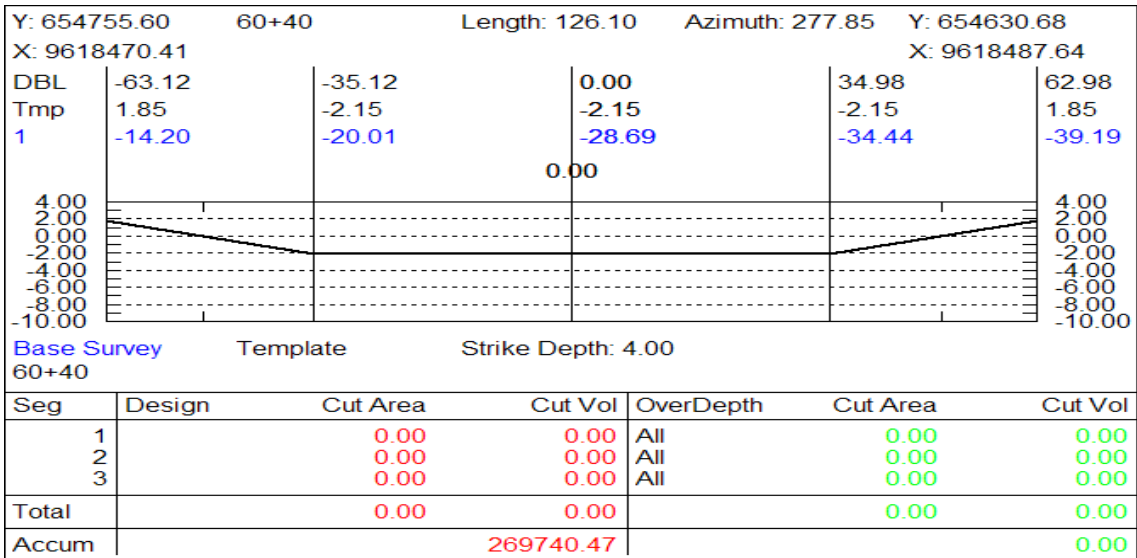 Y: 654755.60 60+40 Length: 126.10 Azimuth: 277.85 Y: 654630.68
X: 9618470.41 X: 9618487.64
DBL -63.12 -35.12 0.00 34.98 62.98
Tmp 1.85 -2.15 -2.15 -2.15 1.85
1 -14.20 -20.01 -28.69 -34.44 -39.19
0.00
4.00 4.00
2.00 2.00
0.00 0.00
-2.00 -2.00
-4.00 -4.00
-6.00 -6.00
-8.00 -8.00
-10.00 -10.00
Base Survey Template Strike Depth: 4.00
60+40
Seg Design Cut Area Cut Vol OverDepth Cut Area Cut Vol
1 0.00 0.00 All 0.00 0.00
2 0.00 0.00 All 0.00 0.00
3 0.00 0.00 All 0.00 0.00
Total 0.00 0.00 0.00 0.00
Accum 269740.47 0.00